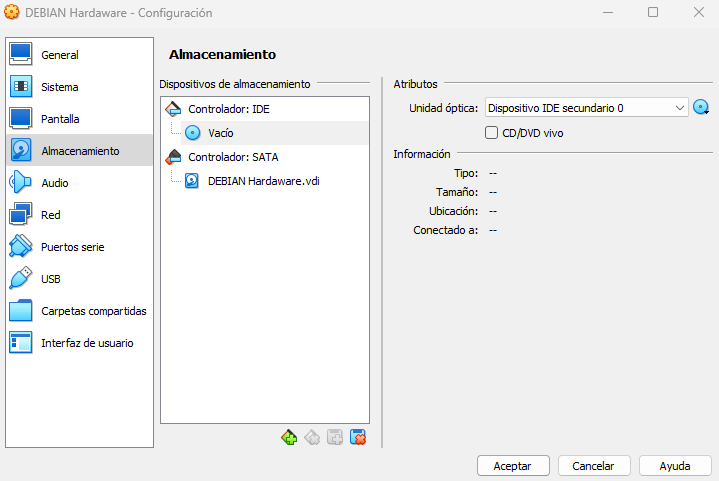 DEBIAN Hardaware - Configuración
General
Sistema
Pantalla
Almacenamiento
Audio
Red
Puertos serie
USB
Carpetas compartidas
Interfaz de usuario
Almacenamiento
Dispositivos de almacenamiento
Controlador: IDE
Vacío
Controlador: SATA
DEBIAN Hardaware.vdi
Atributos
Unidad óptica: Dispositivo IDE secundario 0
CD/DVD vivo
Información
Tipo: --
Tamaño: --
Ubicación: --
Conectado a: --
Aceptar Cancelar Ayuda